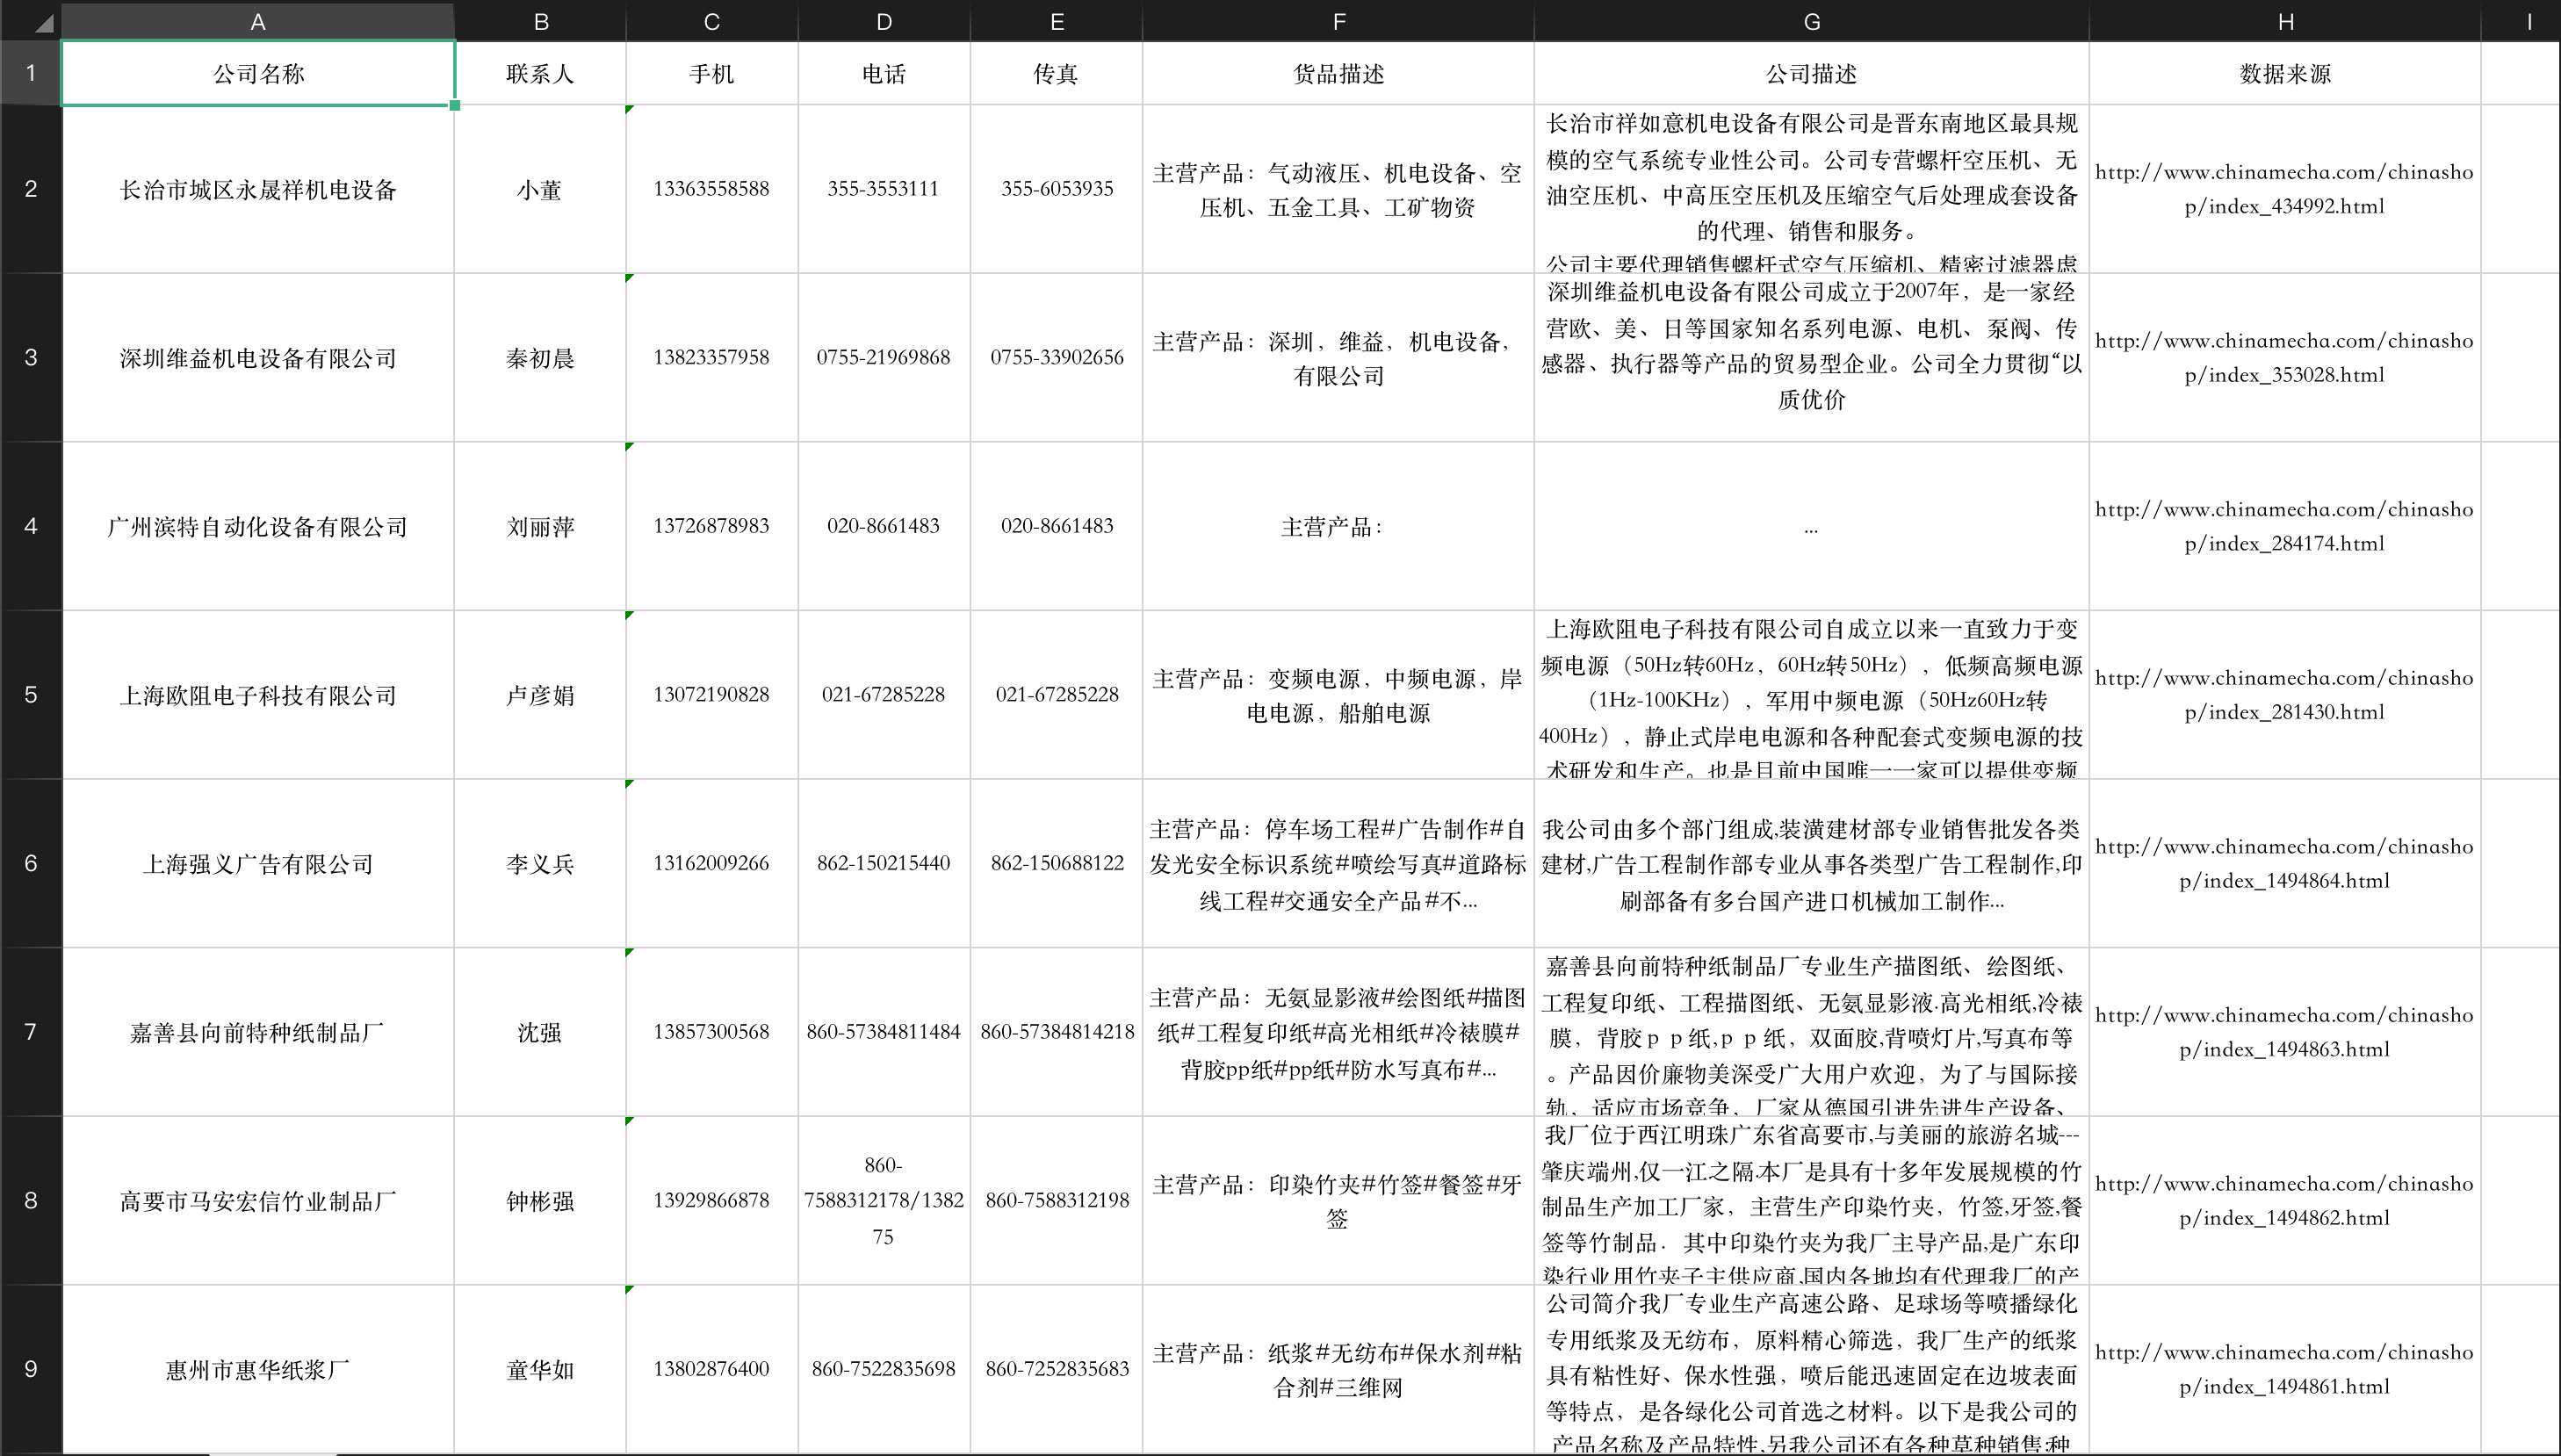 A B C D E F G H I
1 公司名称 联系人 手机 电话 传真 货品描述 公司描述 数据来源
2
长治市城区永晟祥机电设备
小董
13363558588
355-3553111
355-6053935
主营产品：气动液压、机电设备、空
压机、五金工具、工矿物资
长治市祥如意机电设备有限公司是晋东南地区最具规
模的空气系统专业性公司。公司专营螺杆空压机、无
油空压机、中高压空压机及压缩空气后处理成套设备
的代理、销售和服务。
公司主要代理销售螺杆式空气压缩机、精密过滤器虑
http://www.chinamecha.com/chinasho
p/index_434992.html
3
深圳维益机电设备有限公司
秦初晨
13823357958
0755-21969868
0755-33902656
主营产品：深圳，维益，机电设备，
有限公司
深圳维益机电设备有限公司成立于2007年，是一家经
营欧、美、日等国家知名系列电源、电机、泵阀、传
感器、执行器等产品的贸易型企业。公司全力贯彻“以
质优价
http://www.chinamecha.com/chinasho
p/index_353028.html
4
广州滨特自动化设备有限公司
刘丽萍
13726878983
020-8661483
020-8661483
主营产品：
...
http://www.chinamecha.com/chinasho
p/index_284174.html
5
上海欧阻电子科技有限公司
卢彦娟
13072190828
021-67285228
021-67285228
主营产品：变频电源，中频电源，岸
电电源，船舶电源
上海欧阻电子科技有限公司自成立以来一直致力于变
频电源（50Hz转60Hz，60Hz转50Hz），低频高频电源
（1Hz-100KHz），军用中频电源（50Hz60Hz转
400Hz），静止式岸电电源和各种配套式变频电源的技
术研发和生产。也是目前中国唯一一家可以提供变频
http://www.chinamecha.com/chinasho
p/index_281430.html
6
上海强义广告有限公司
李义兵
13162009266
862-150215440
862-150688122
主营产品：停车场工程#广告制作#自
发光安全标识系统#喷绘写真#道路标
线工程#交通安全产品#不...
我公司由多个部门组成,装潢建材部专业销售批发各类
建材,广告工程制作部专业从事各类型广告工程制作,印
刷部备有多台国产进口机械加工制作...
http://www.chinamecha.com/chinasho
p/index_1494864.html
7
嘉善县向前特种纸制品厂
沈强
13857300568
860-57384811484
860-57384814218
主营产品：无氨显影液#绘图纸#描图
纸#工程复印纸#高光相纸#冷裱膜#
背胶pp纸#pp纸#防水写真布#...
嘉善县向前特种纸制品厂专业生产描图纸、绘图纸、
工程复印纸、工程描图纸、无氨显影液.高光相纸,冷裱
膜，背胶ｐｐ纸,ｐｐ纸，双面胶,背喷灯片,写真布等
。产品因价廉物美深受广大用户欢迎，为了与国际接
轨，适应市场竞争，厂家从德国引进先进生产设备、
http://www.chinamecha.com/chinasho
p/index_1494863.html
8
高要市马安宏信竹业制品厂
钟彬强
13929866878
860-
7588312178/1382
75
860-7588312198
主营产品：印染竹夹#竹签#餐签#牙
签
我厂位于西江明珠广东省高要市,与美丽的旅游名城---
肇庆端州,仅一江之隔.本厂是具有十多年发展规模的竹
制品生产加工厂家，主营生产印染竹夹，竹签,牙签,餐
签等竹制品．其中印染竹夹为我厂主导产品,是广东印
染行业用竹夹子主供应商,国内各地均有代理我厂的产
http://www.chinamecha.com/chinasho
p/index_1494862.html
9
惠州市惠华纸浆厂
童华如
13802876400
860-7522835698
860-7252835683
主营产品：纸浆#无纺布#保水剂#粘
合剂#三维网
公司简介我厂专业生产高速公路、足球场等喷播绿化
专用纸浆及无纺布，原料精心筛选，我厂生产的纸浆
具有粘性好、保水性强，喷后能迅速固定在边坡表面
等特点，是各绿化公司首选之材料。以下是我公司的
产品名称及产品特性,另我公司还有各种草种销售:种
http://www.chinamecha.com/chinasho
p/index_1494861.html